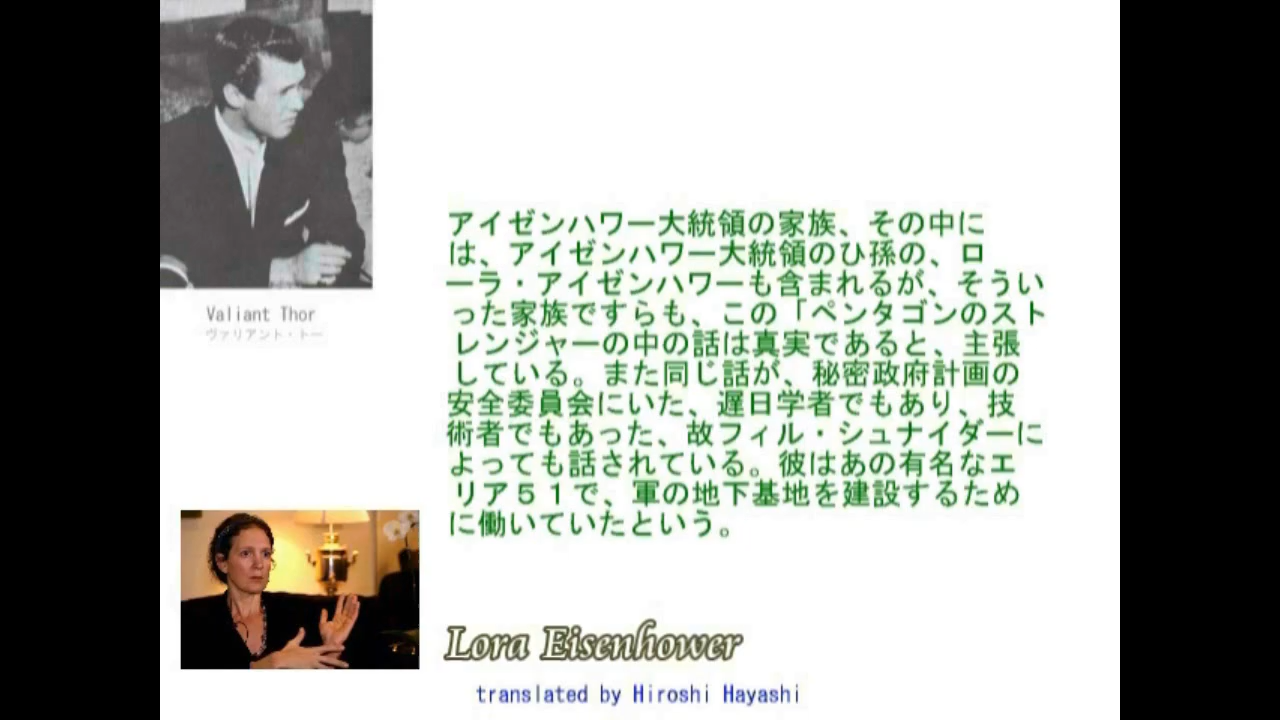 Valiant Thor
ヴァリアント・トー
アイゼンハワー大統領の家族、その中に
は、アイゼンハワー大統領のひ孫の、ロ
ーラ・アイゼンハワーも含まれるが、そうい
った家族ですらも、この「ペンタゴンのスト
レンジャーの中の話は真実であると、主張
している。また同じ話が、秘密政府計画の
安全委員会にいた、遅日学者でもあり、技
術者でもあった、故フィル・シュナイダーに
よっても話されている。彼はあの有名なエ
リア５１で、軍の地下基地を建設するため
に働いていたという。
Lora Eisenhower
translated by Hiroshi Hayashi